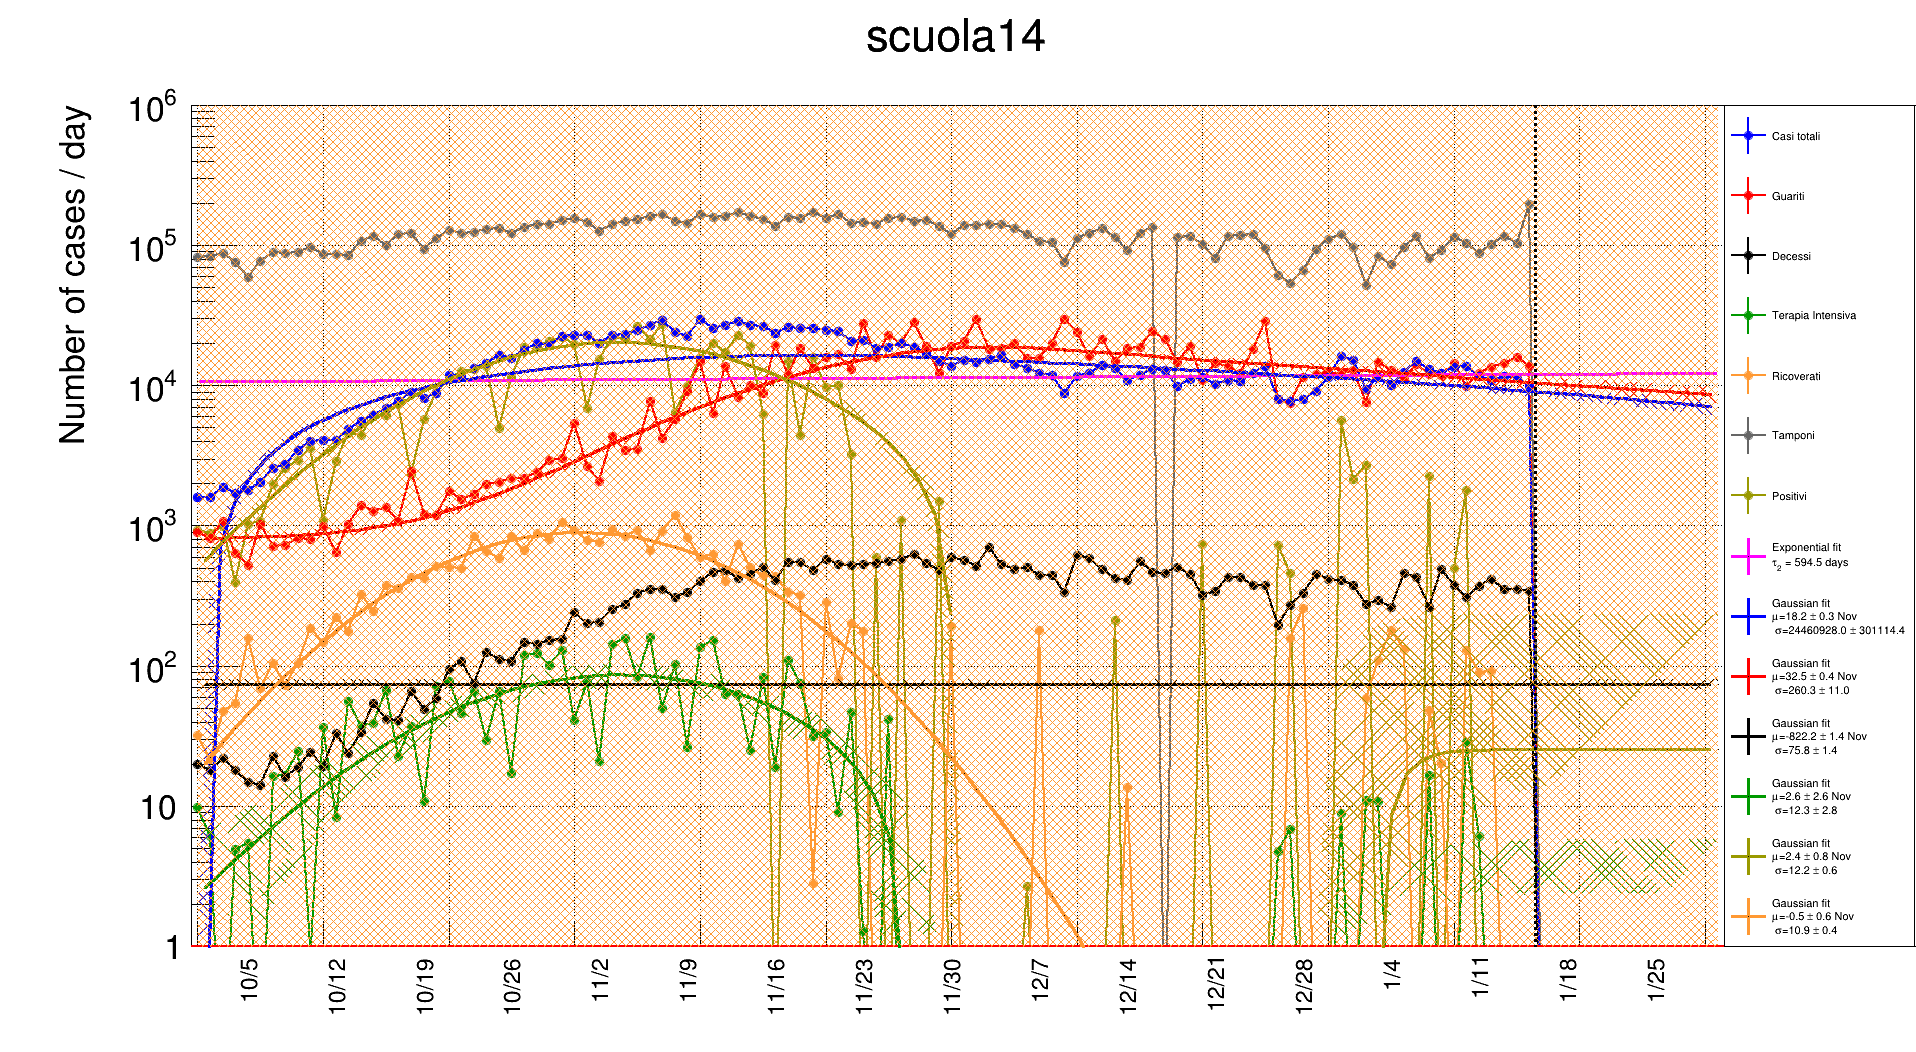 scuola14
Number of cases / day
10^6
10^5
10^4
10^3
10^2
10
1
10/5
10/12
10/19
10/26
11/2
11/9
11/16
11/23
11/30
12/7
12/14
12/21
12/28
1/4
1/11
1/18
1/25
Casi totali
Guariti
Decessi
Terapia Intensiva
Ricoverati
Tamponi
Positivi
Exponential fit
τ₂ = 594.5 days
Gaussian fit
μ=18.2 ± 0.3 Nov
σ=24460928.0 ± 301114.4
Gaussian fit
μ=32.5 ± 0.4 Nov
σ=260.3 ± 11.0
Gaussian fit
μ=-822.2 ± 1.4 Nov
σ=75.8 ± 1.4
Gaussian fit
μ=2.6 ± 2.6 Nov
σ=12.3 ± 2.8
Gaussian fit
μ=2.4 ± 0.8 Nov
σ=12.2 ± 0.6
Gaussian fit
μ=-0.5 ± 0.6 Nov
σ=10.9 ± 0.4